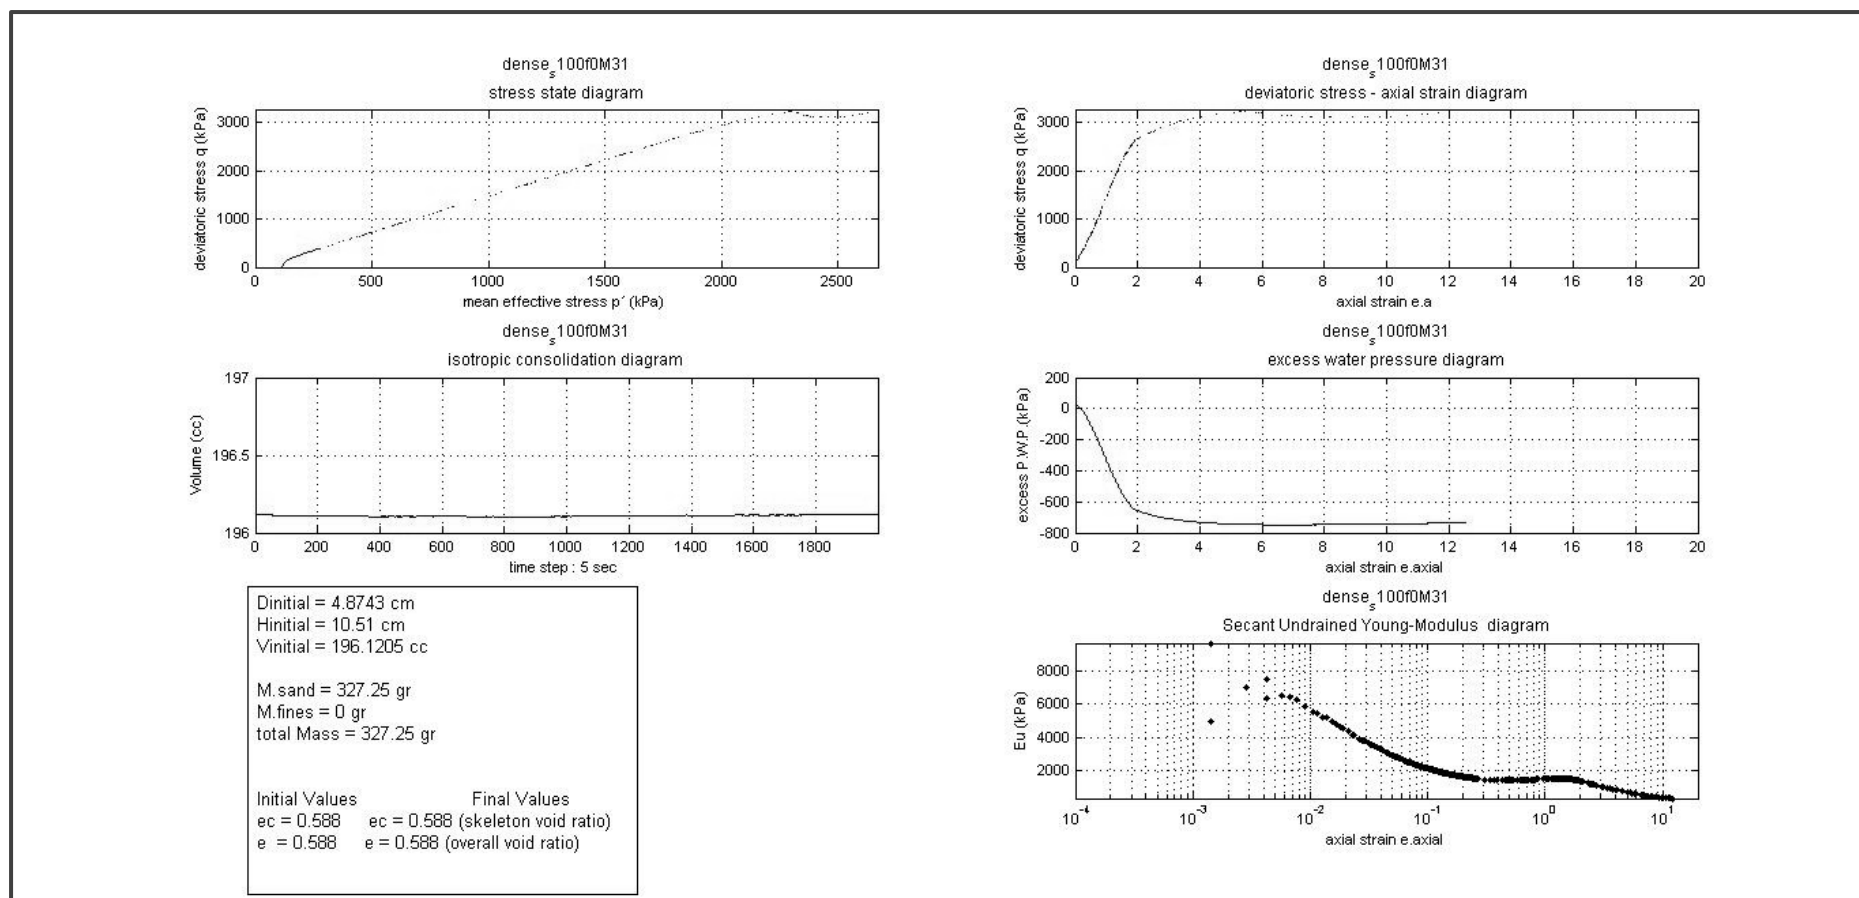 dense_s100f0M31
stress state diagram
deviatoric stress q (kPa)
3000
2000
1000
0
0 500 1000 1500 2000 2500
mean effective stress p´ (kPa)
dense_s100f0M31
deviatoric stress - axial strain diagram
deviatoric stress q (kPa)
3000
2000
1000
0
0 2 4 6 8 10 12 14 16 18 20
axial strain e.a
dense_s100f0M31
isotropic consolidation diagram
Volume (cc)
197
196.5
196
0 200 400 600 800 1000 1200 1400 1600 1800
time step : 5 sec
dense_s100f0M31
excess water pressure diagram
excess P.W.P.(kPa)
200
0
-200
-400
-600
-800
0 2 4 6 8 10 12 14 16 18 20
axial strain e.axial
Dinitial = 4.8743 cm
Hinitial = 10.51 cm
Vinitial = 196.1205 cc
M.sand = 327.25 gr
M.fines = 0 gr
total Mass = 327.25 gr
Initial Values Final Values
ec = 0.588 ec = 0.588 (skeleton void ratio)
e = 0.588 e = 0.588 (overall void ratio)
dense_s100f0M31
Secant Undrained Young-Modulus diagram
Eu (kPa)
8000
6000
4000
2000
10^-4 10^-3 10^-2 10^-1 10^0 10^1
axial strain e.axial